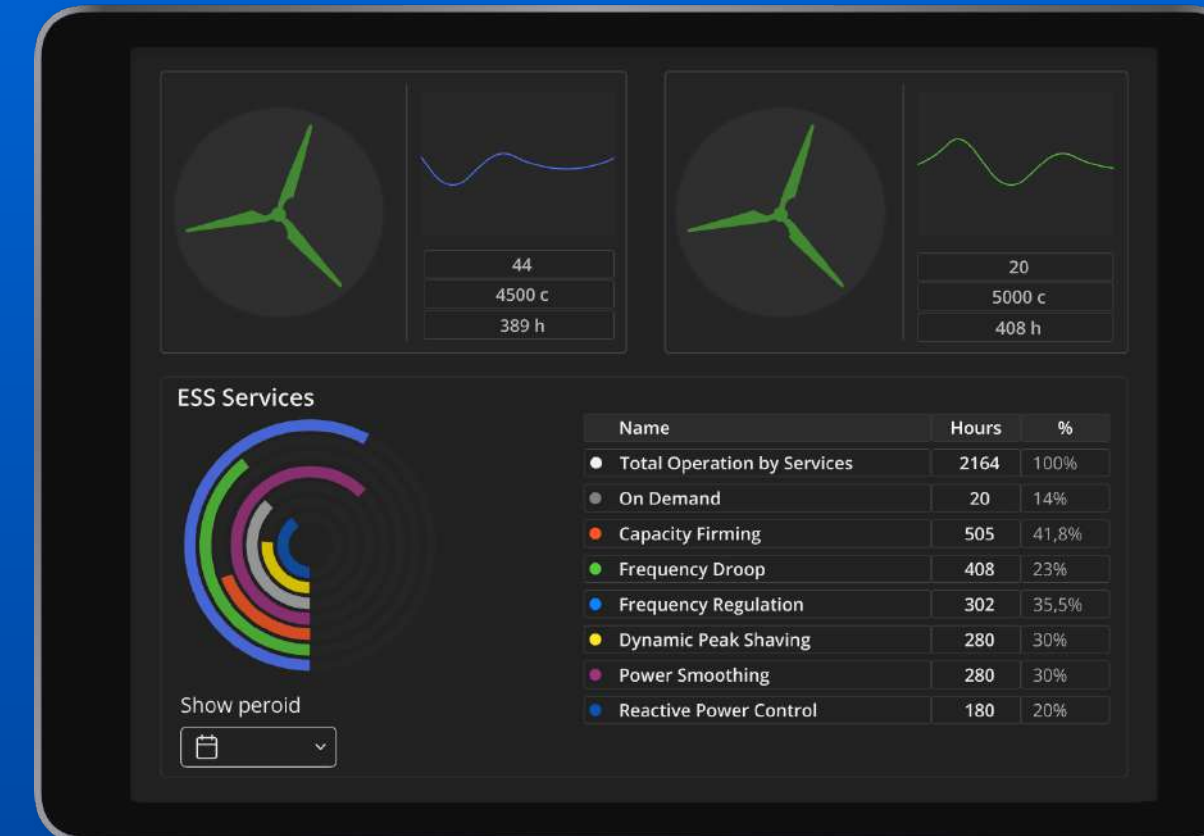 44
4500 c
389 h
20
5000 c
408 h
ESS Services
Name Hours %
Total Operation by Services 2164 100%
On Demand 20 14%
Capacity Firming 505 41,8%
Frequency Droop 408 23%
Frequency Regulation 302 35,5%
Dynamic Peak Shaving 280 30%
Power Smoothing 280 30%
Reactive Power Control 180 20%
Show peroid